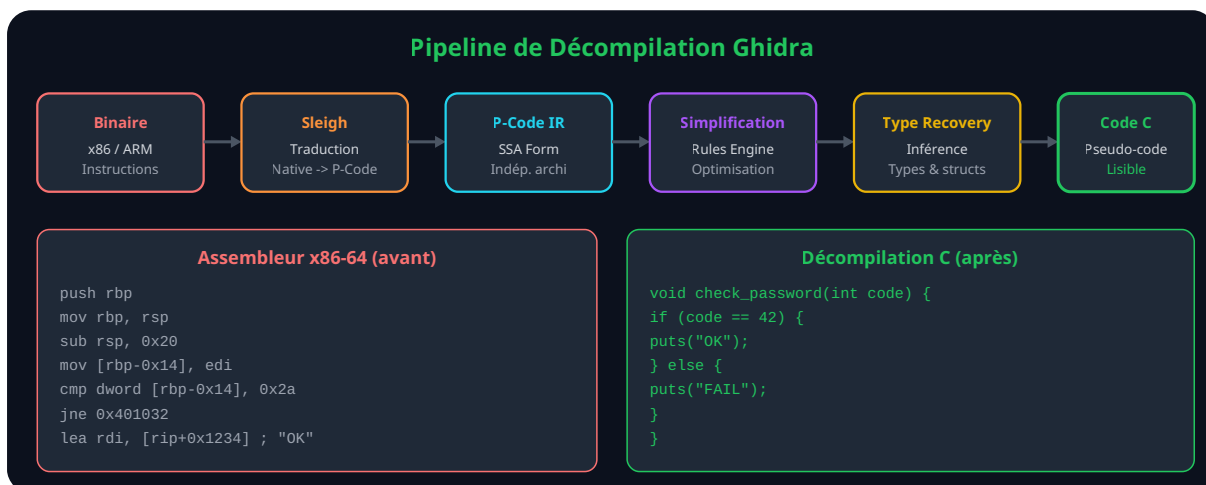 Pipeline de Décompilation Ghidra
Binaire
x86 / ARM
Instructions
Sleigh
Traduction
Native -> P-Code
P-Code IR
SSA Form
Indép. archi
Simplification
Rules Engine
Optimisation
Type Recovery
Inférence
Types & structs
Code C
Pseudo-code
Lisible
Assembleur x86-64 (avant)
push rbp
mov rbp, rsp
sub rsp, 0x20
mov [rbp-0x14], edi
cmp dword [rbp-0x14], 0x2a
jne 0x401032
lea rdi, [rip+0x1234] ; "OK"
Décompilation C (après)
void check_password(int code) {
if (code == 42) {
puts("OK");
} else {
puts("FAIL");
}
}